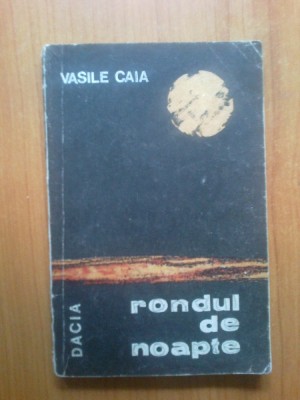 VASILE CAIA
rondul
de
noapte
DACIA